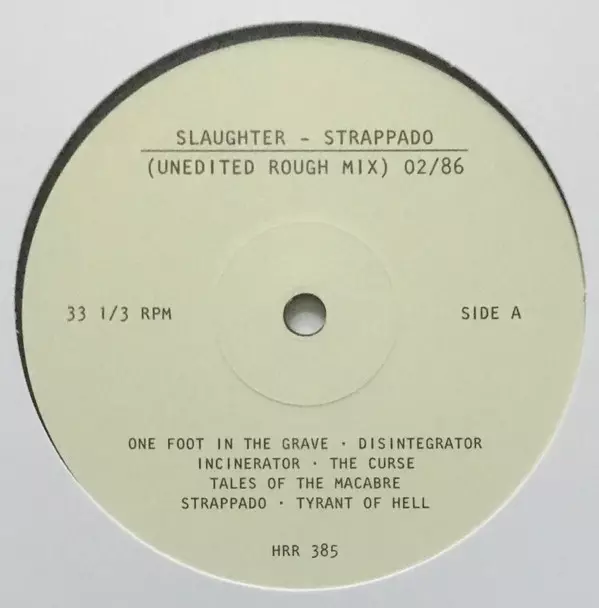 SLAUGHTER - STRAPPADO
(UNEDITED ROUGH MIX) 02/86
33 1/3 RPM
SIDE A
ONE FOOT IN THE GRAVE · DISINTEGRATOR
INCINERATOR · THE CURSE
TALES OF THE MACABRE
STRAPPADO · TYRANT OF HELL
HRR 385